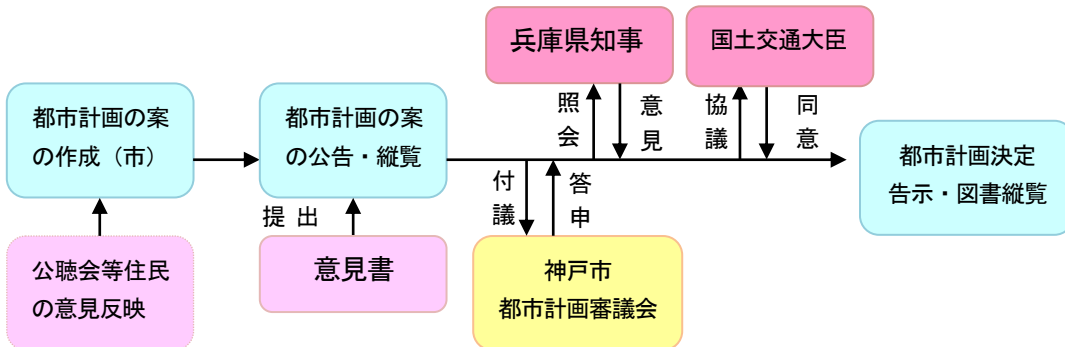 兵庫県知事
国土交通大臣
照会
意見
協議
同意
都市計画の案
の作成（市）
都市計画の案
の公告・縦覧
都市計画決定
告示・図書縦覧
付議
答申
提出
公聴会等住民
の意見反映
意見書
神戸市
都市計画審議会